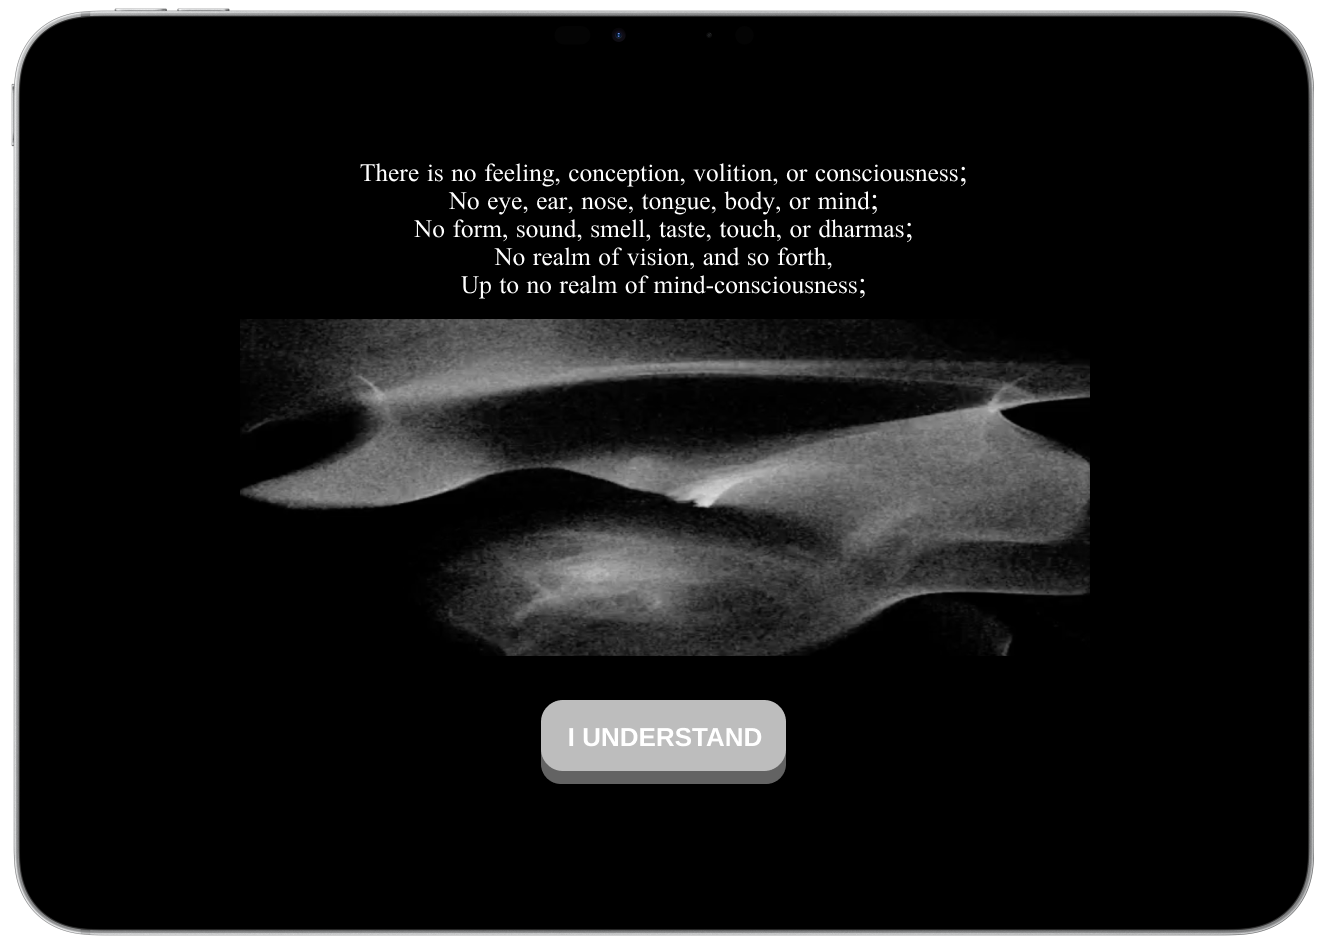 There is no feeling, conception, volition, or consciousness;
No eye, ear, nose, tongue, body, or mind;
No form, sound, smell, taste, touch, or dharmas;
No realm of vision, and so forth,
Up to no realm of mind-consciousness;
I UNDERSTAND